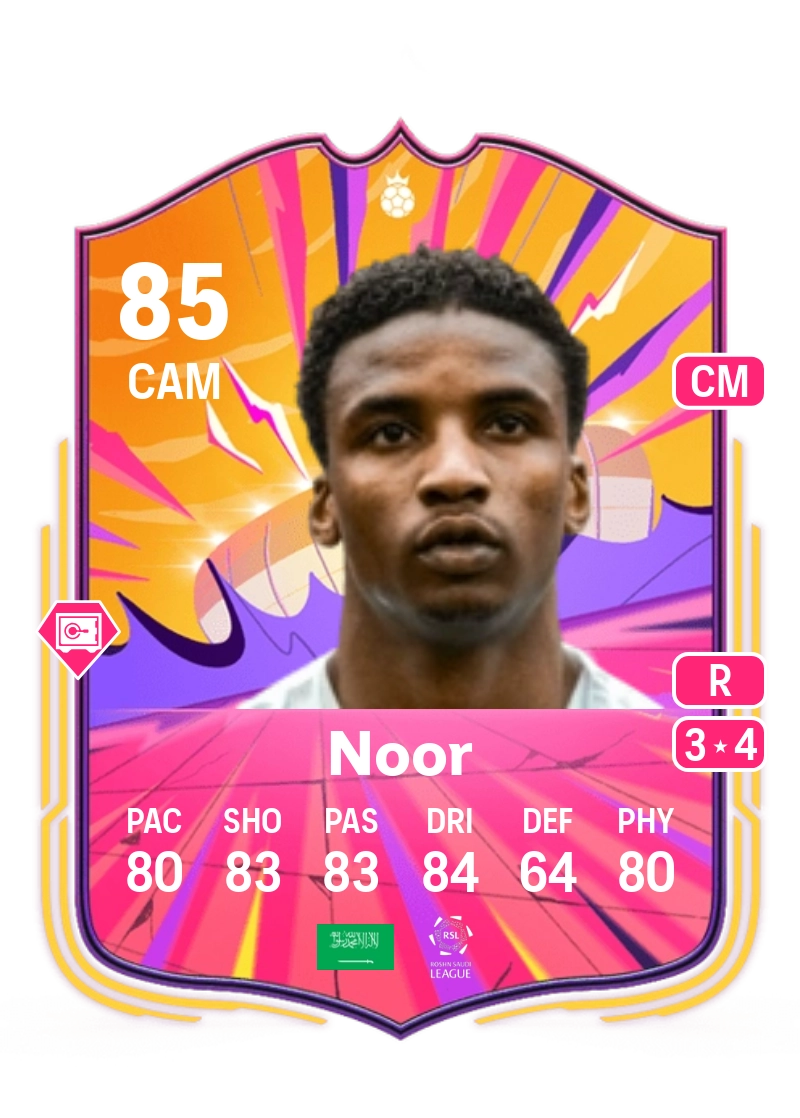 85
CAM
CM
R
3★4
Noor
PAC SHO PAS DRI DEF PHY
80 83 83 84 64 80
RSL
ROSHN SAUDI
LEAGUE